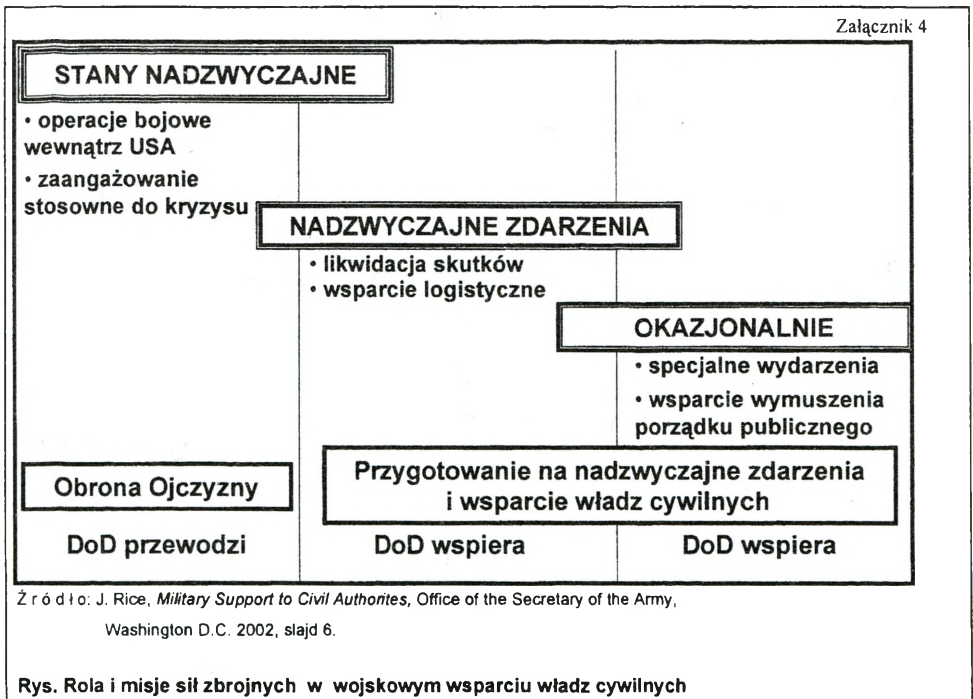 Załącznik 4
STANY NADZWYCZAJNE
• operacje bojowe
wewnątrz USA
• zaangażowanie
stosowne do kryzysu
NADZWYCZAJNE ZDARZENIA
• likwidacja skutków
• wsparcie logistyczne
OKAZJONALNIE
• specjalne wydarzenia
• wsparcie wymuszenia
porządku publicznego
Obrona Ojczyzny
Przygotowanie na nadzwyczajne zdarzenia
i wsparcie władz cywilnych
DoD przewodzi
DoD wspiera
DoD wspiera
Ź r ó d ł o: J. Rice, Military Support to Civil Authorites, Office of the Secretary of the Army,
Washington D.C. 2002, slajd 6.
Rys. Rola i misje sił zbrojnych w wojskowym wsparciu władz cywilnych